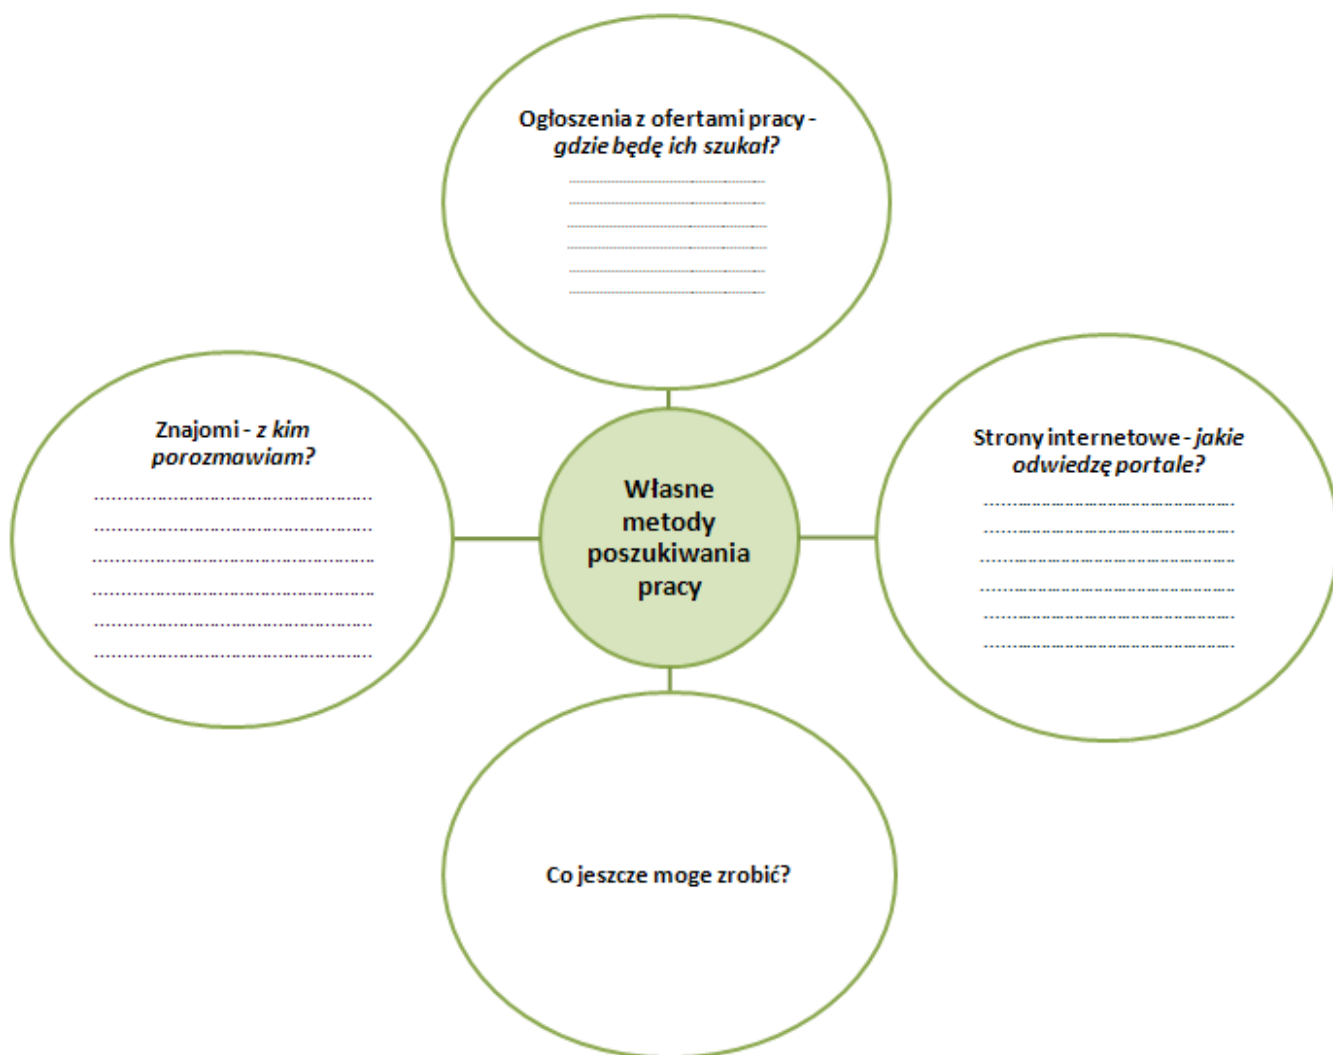 Ogłoszenia z ofertami pracy -
gdzie będę ich szukał?
Znajomi - z kim
porozmawiam?
Własne
metody
poszukiwania
pracy
Strony internetowe - jakie
odwiedzę portale?
Co jeszcze moge zrobić?